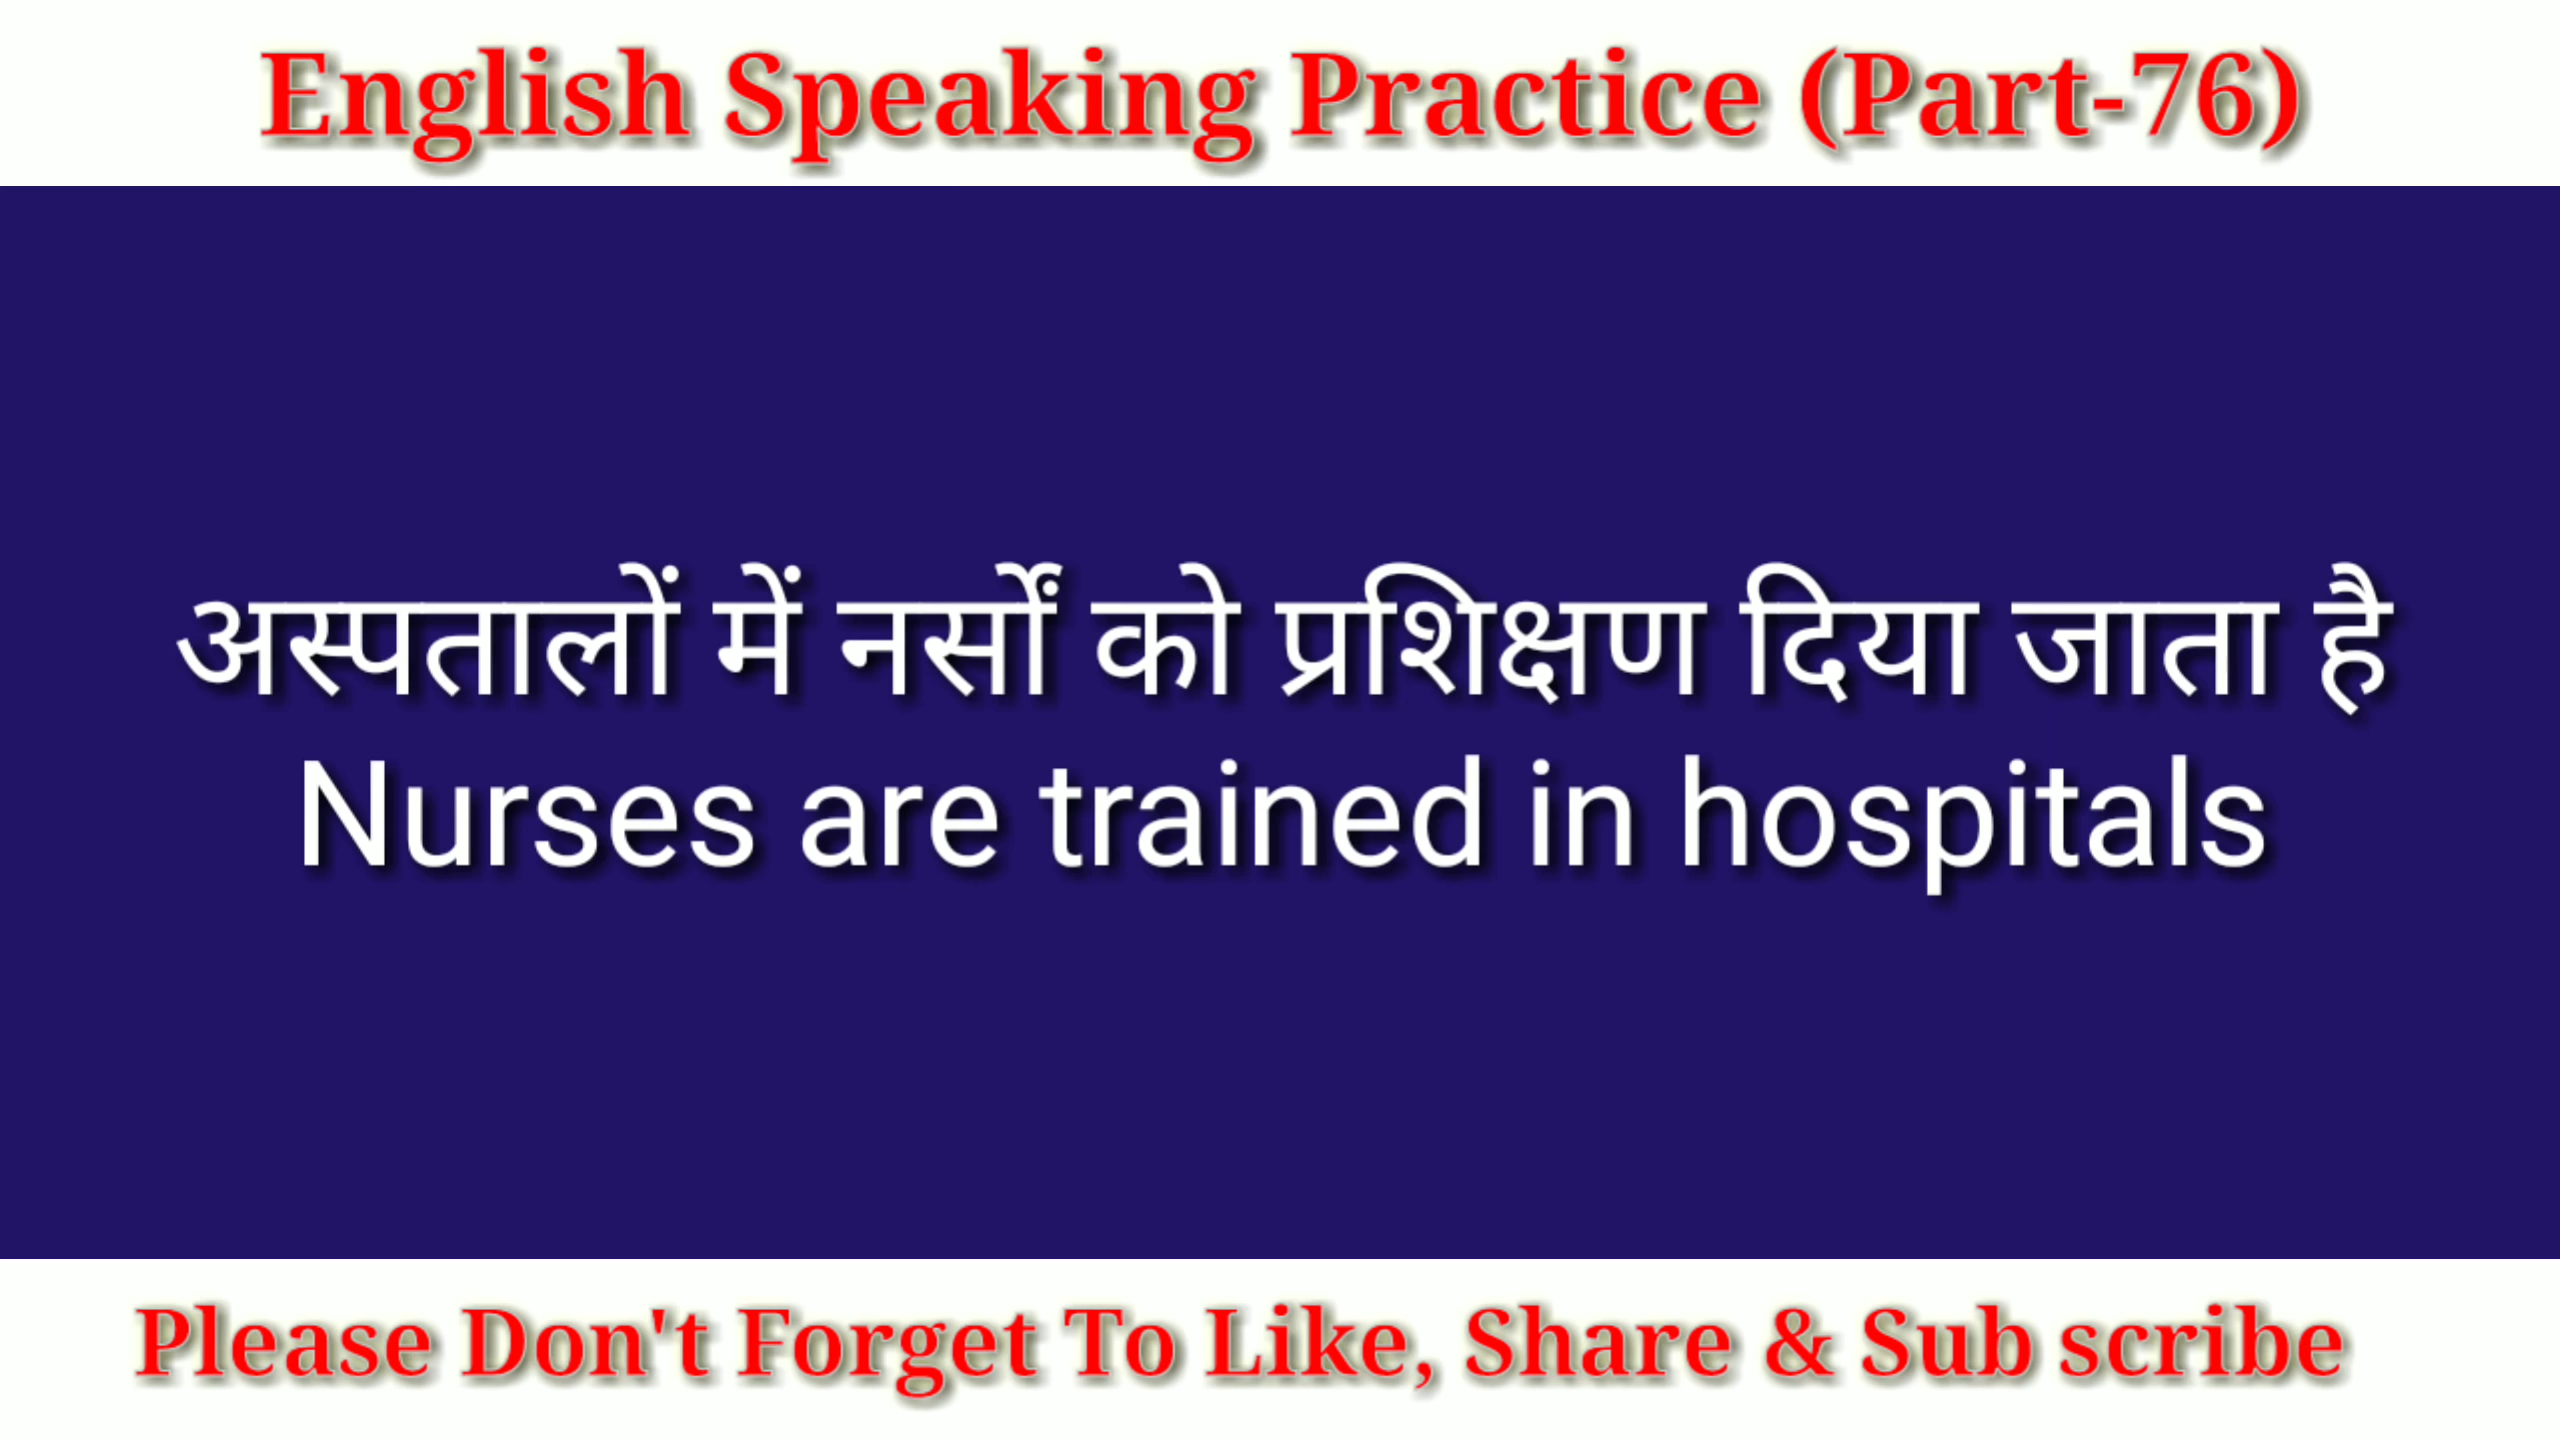 English Speaking Practice (Part-76)
अस्पतालों में नर्सों को प्रशिक्षण दिया जाता है
Nurses are trained in hospitals
Please Don't Forget To Like, Share & Sub scribe